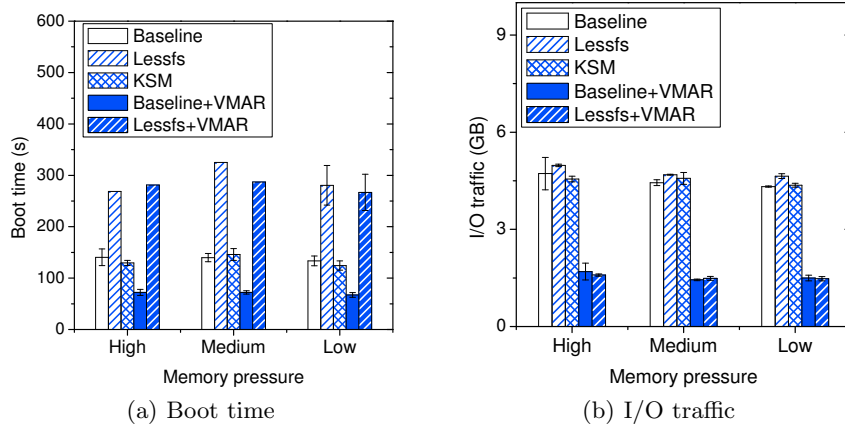 600
500
400
300
200
100
0
Boot time (s)
Baseline
Lessfs
KSM
Baseline+VMAR
Lessfs+VMAR
High
Medium
Low
Memory pressure
(a) Boot time
9
6
3
0
I/O traffic (GB)
Baseline
Lessfs
KSM
Baseline+VMAR
Lessfs+VMAR
High
Medium
Low
Memory pressure
(b) I/O traffic